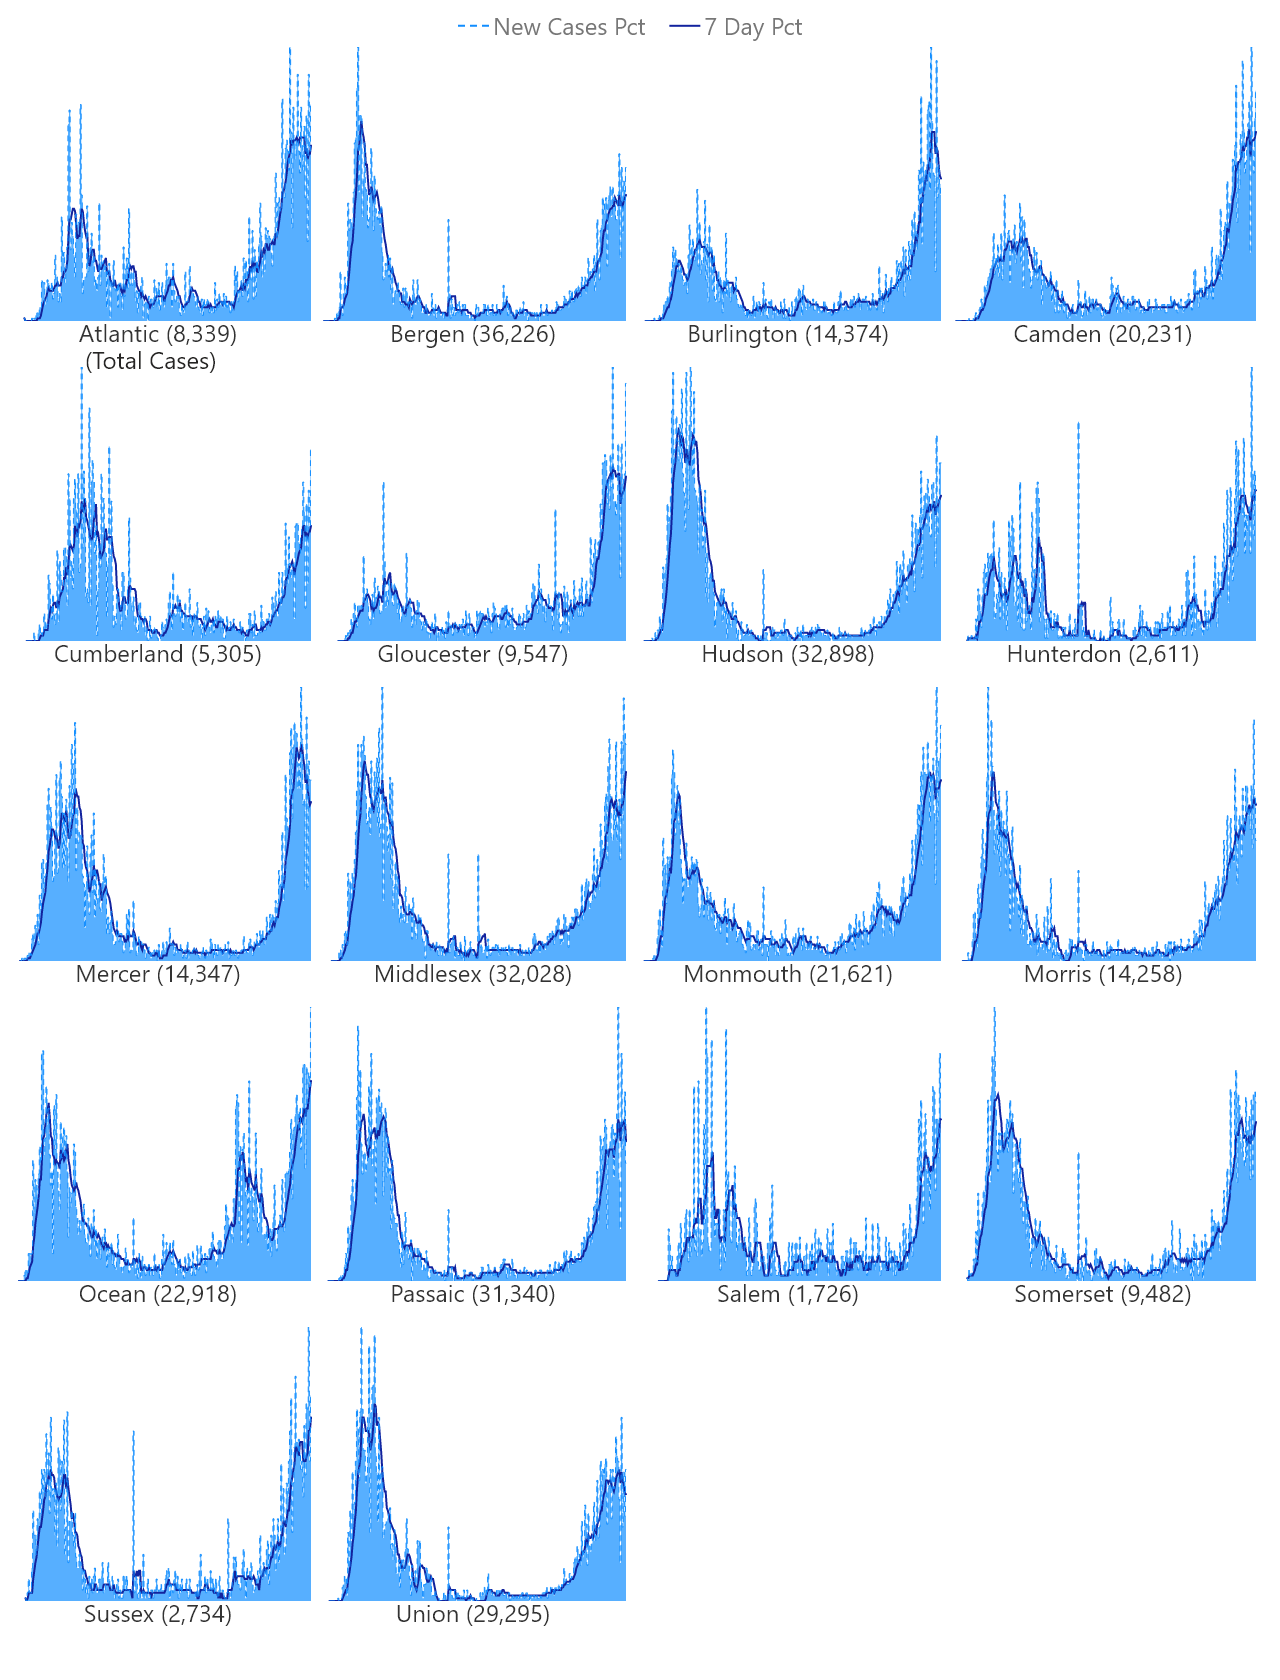 New Cases Pct 7 Day Pct
Atlantic (8,339) Bergen (36,226) Burlington (14,374) Camden (20,231)
(Total Cases)
Cumberland (5,305) Gloucester (9,547) Hudson (32,898) Hunterdon (2,611)
Mercer (14,347) Middlesex (32,028) Monmouth (21,621) Morris (14,258)
Ocean (22,918) Passaic (31,340) Salem (1,726) Somerset (9,482)
Sussex (2,734) Union (29,295)